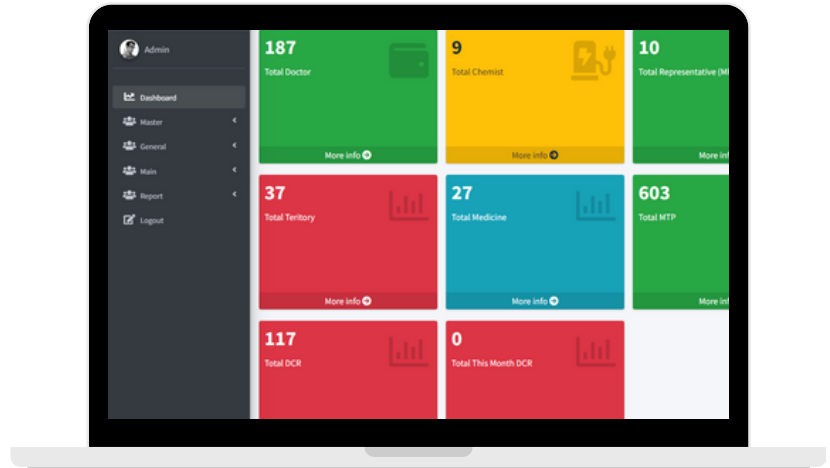 Admin
Dashboard
Master
General
Main
Report
Logout
187
Total Doctor
More info
9
Total Chemist
More info
10
Total Representative (M
More inf
37
Total Teritory
More info
27
Total Medicine
More info
603
Total MTP
More inf
117
Total DCR
0
Total This Month DCR